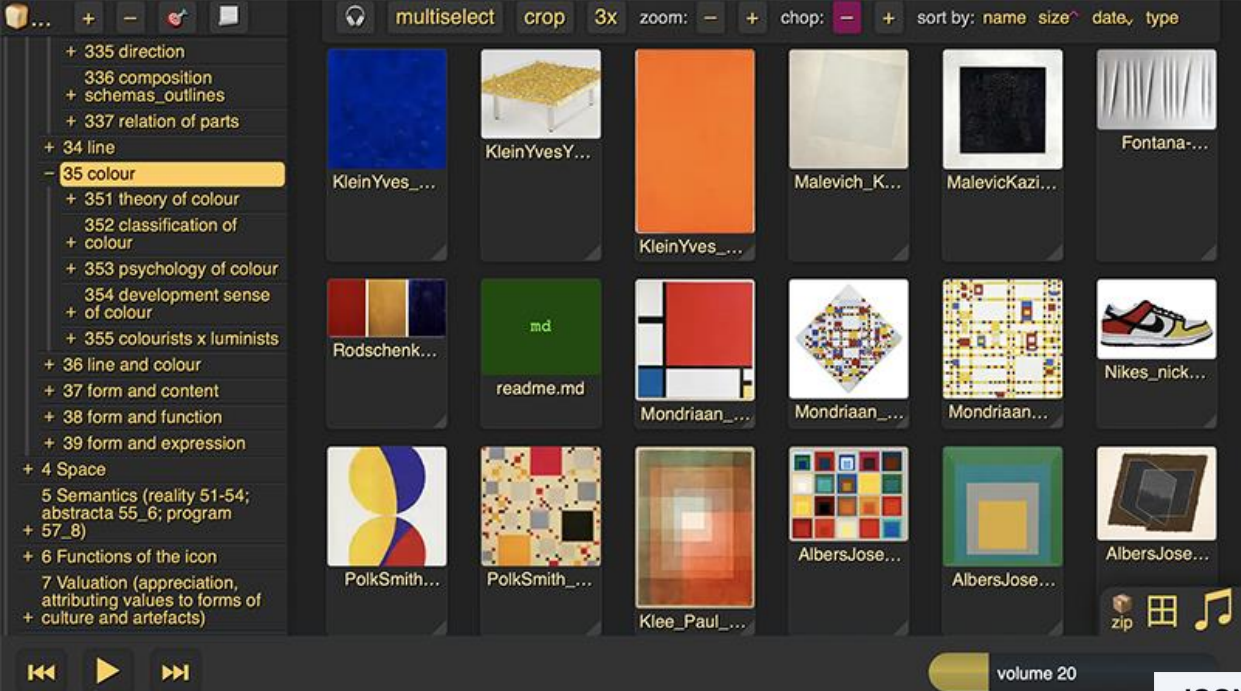 ...
+ - 
multiselect crop 3x zoom: - + chop: - + sort by: name size^ date˯ type
+ 335 direction
336 composition
+ schemas_outlines
+ 337 relation of parts
+ 34 line
− 35 colour
+ 351 theory of colour
352 classification of
+ colour
+ 353 psychology of colour
354 development sense
+ of colour
+ 355 colourists x luminists
+ 36 line and colour
+ 37 form and content
+ 38 form and function
+ 39 form and expression
+ 4 Space
5 Semantics (reality 51-54;
abstracta 55_6; program
+ 57_8)
+ 6 Functions of the icon
7 Valuation (appreciation,
attributing values to forms of
+ culture and artefacts)
KleinYves_...
KleinYvesY...
KleinYves_...
Malevich_K...
MalevicKazi...
Fontana-...
Rodschenk...
md
readme.md
Mondriaan_...
Mondriaan_...
Mondriaan...
Nikes_nick...
PolkSmith...
PolkSmith_...
Klee_Paul_...
AlbersJose...
AlbersJose...
AlbersJose...
zip
volume 20